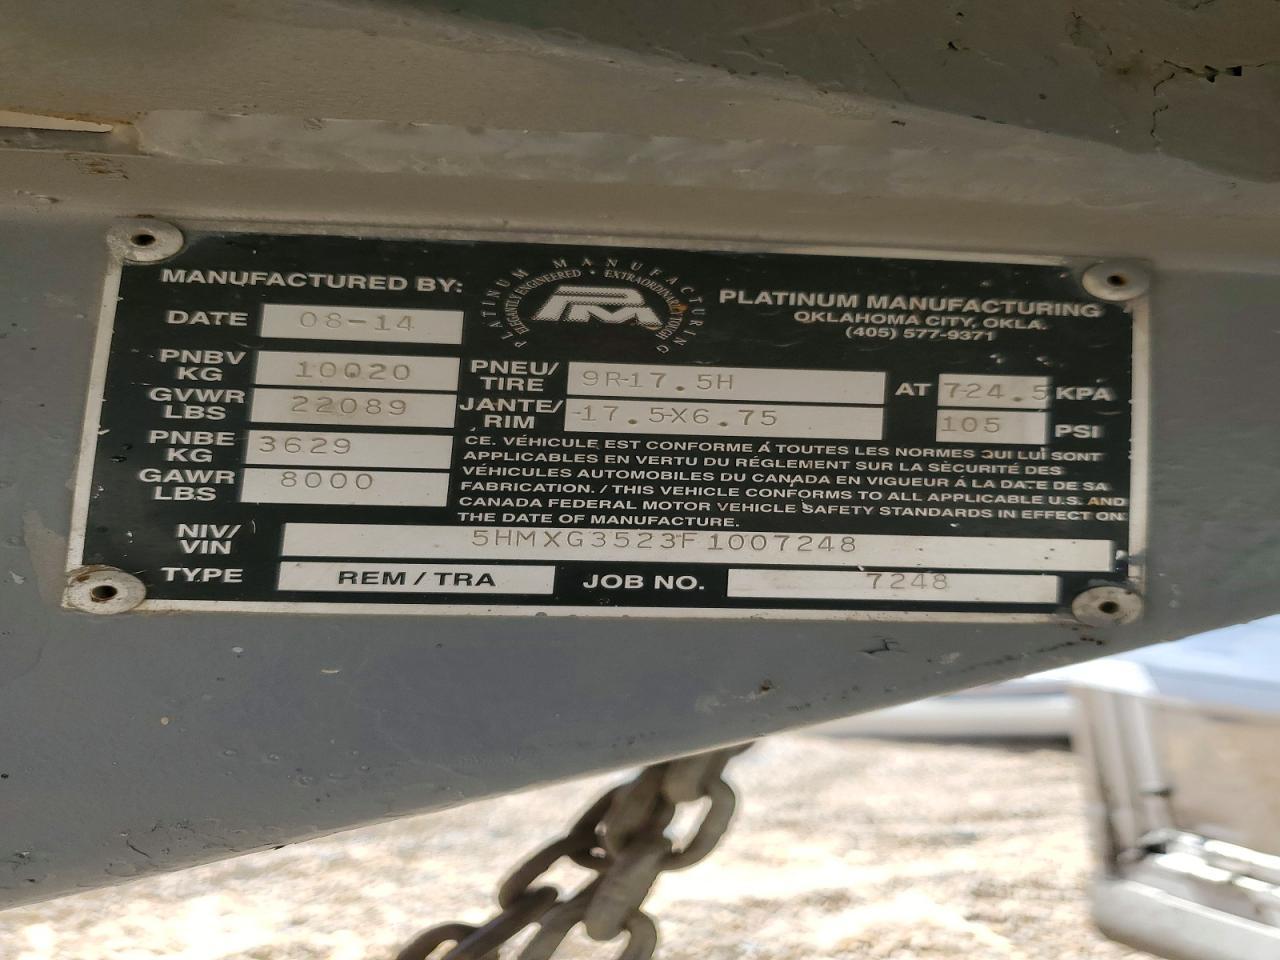 MANUFACTURED BY:
PLATINUM MANUFACTURING
ELEGANTLY ENGINEERED • EXTRAORDINARILY TOUGH
PM
PLATINUM MANUFACTURING
OKLAHOMA CITY, OKLA.
(405) 577-9371
DATE 08-14
PNBV KG 10020
GVWR LBS 22089
PNBE KG 3629
GAWR LBS 8000
PNEU/TIRE 9R-17.5H AT 724.5 KPA
JANTE/RIM 17.5X6.75 105 PSI
CE. VÉHICULE EST CONFORME Á TOUTES LES NORMES QUI LUI SONT
APPLICABLES EN VERTU DU RÉGLEMENT SUR LA SÈCURITÉ DES
VÉHICULES AUTOMOBILES DU CANADA EN VIGUEUR Á LA DATE DE SA
FABRICATION. / THIS VEHICLE CONFORMS TO ALL APPLICABLE U.S. AND
CANADA FEDERAL MOTOR VEHICLE SAFETY STANDARDS IN EFFECT ON
THE DATE OF MANUFACTURE.
NIV/VIN 5HMXG3523F1007248
TYPE REM / TRA JOB NO. 7248